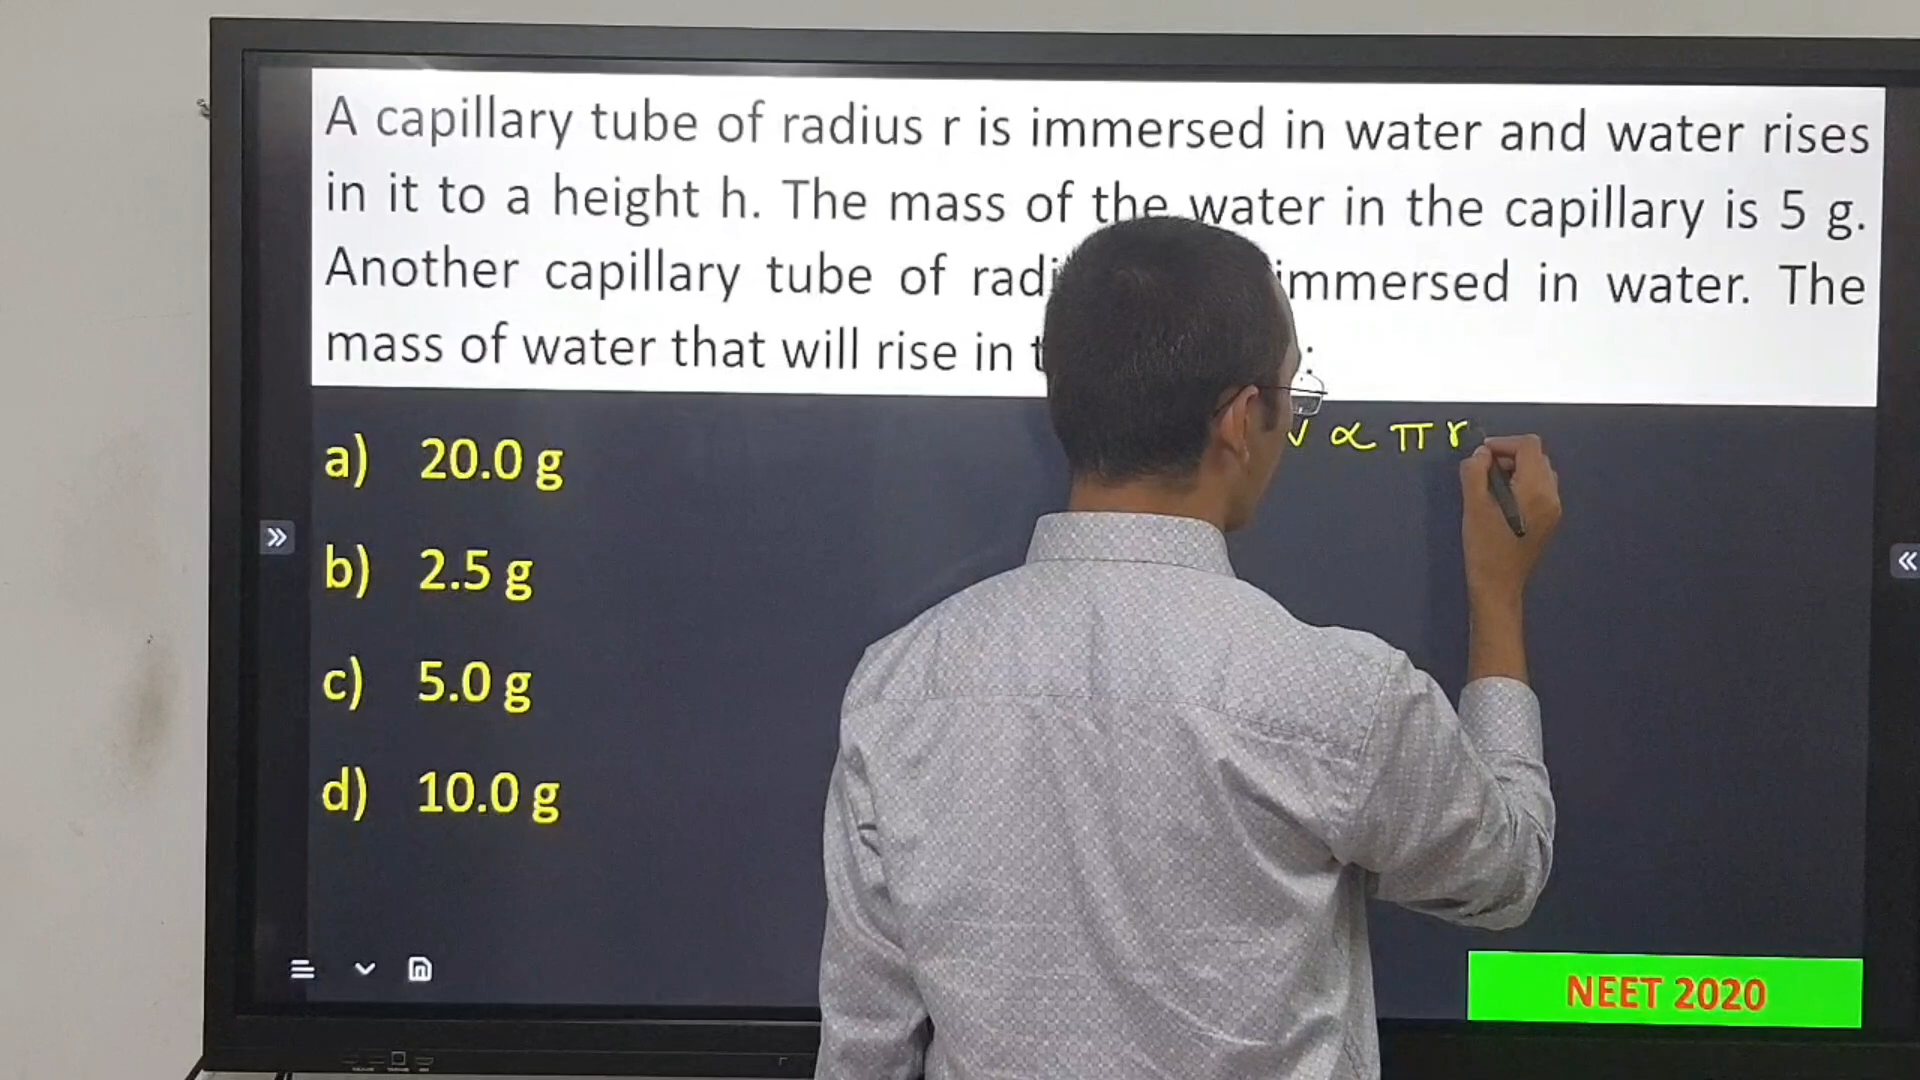 A capillary tube of radius r is immersed in water and water rises
in it to a height h. The mass of the water in the capillary is 5 g.
Another capillary tube of immersed in water. The
mass of water that will rise in :
V ∝ π r
a) 20.0 g
b) 2.5 g
c) 5.0 g
d) 10.0 g
NEET 2020